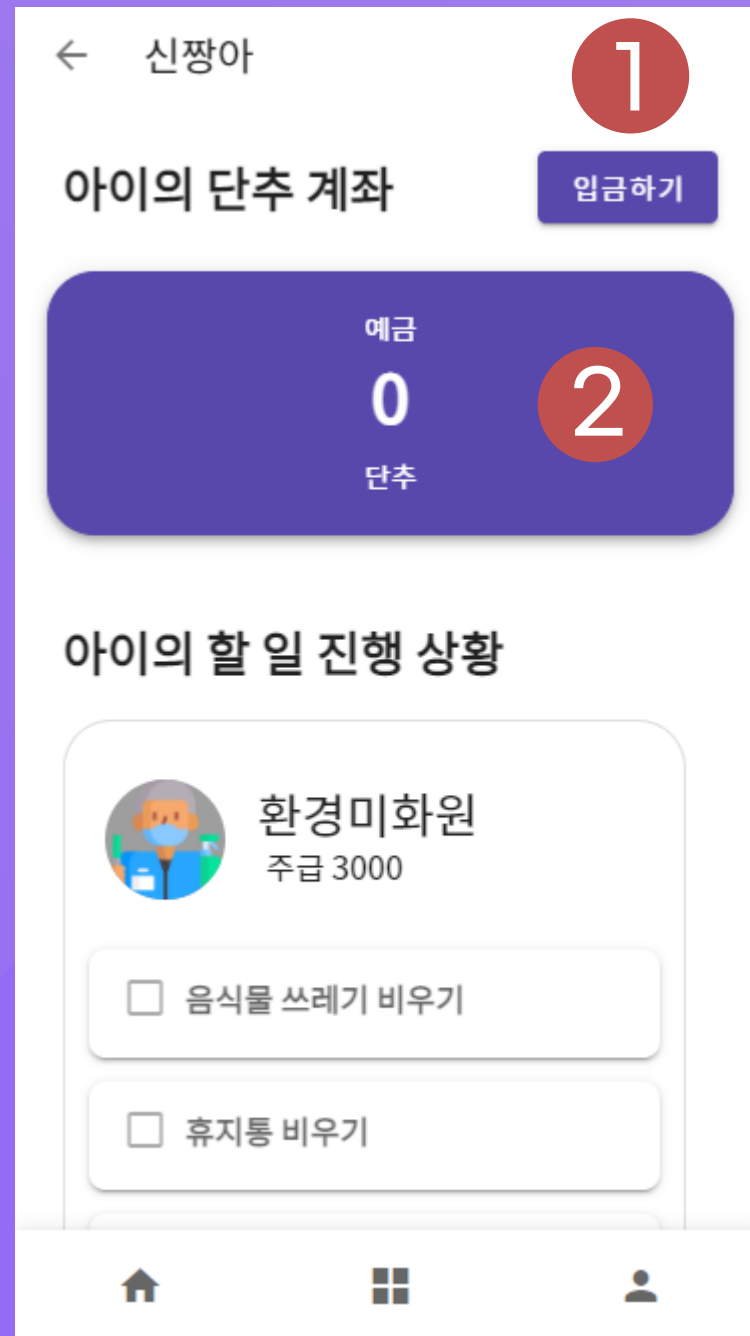 신짱아
1
아이의 단추 계좌
입금하기
예금
0
2
단추
아이의 할 일 진행 상황
환경미화원
주급 3000
음식물 쓰레기 비우기
휴지통 비우기